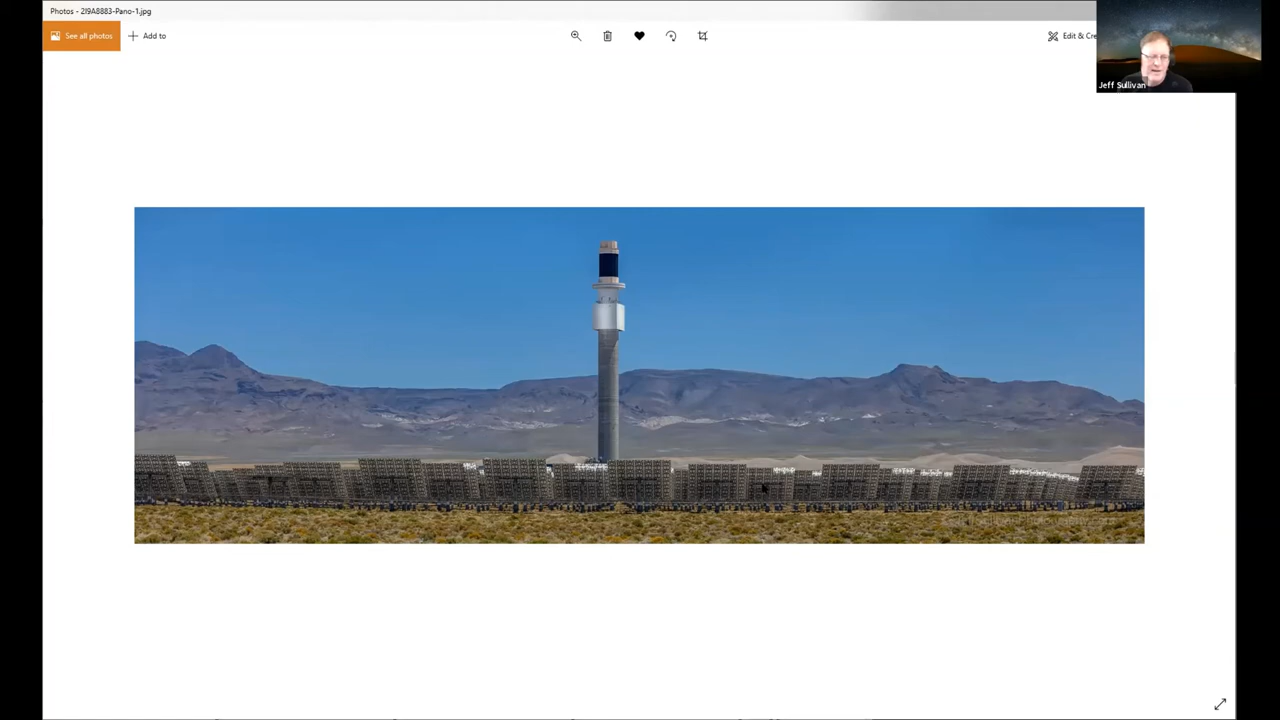 Photos - 2I9A8883-Pano-1.jpg
See all photos
Add to
Edit & Cre
Jeff Sullivan